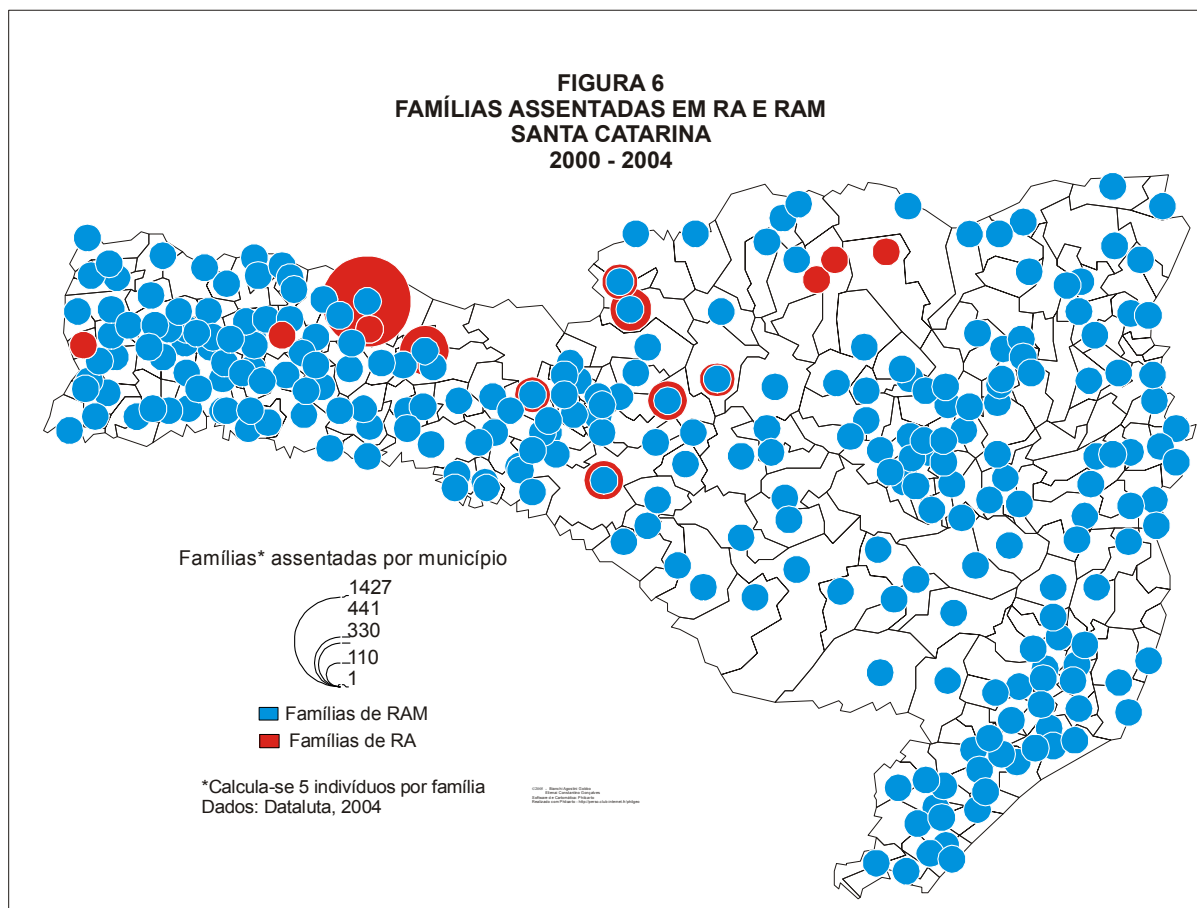 FIGURA 6
FAMÍLIAS ASSENTADAS EM RA E RAM
SANTA CATARINA
2000 - 2004
Famílias* assentadas por município
1427
441
330
110
1
Famílias de RAM
Famílias de RA
*Calcula-se 5 indivíduos por família
Dados: Dataluta, 2004